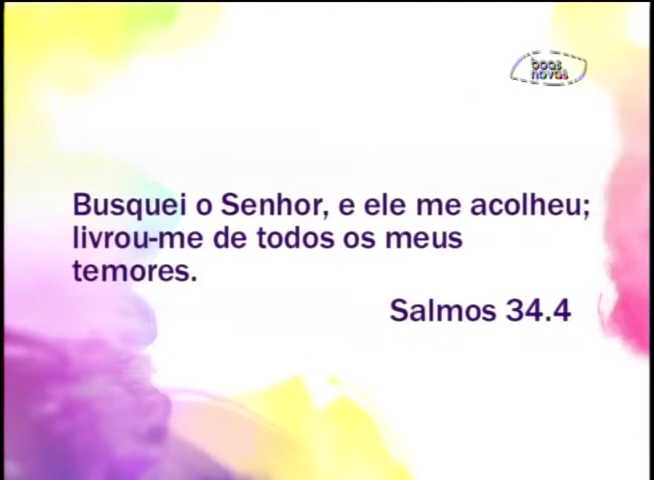 boas
novas
Busquei o Senhor, e ele me acolheu;
livrou-me de todos os meus
temores.
Salmos 34.4